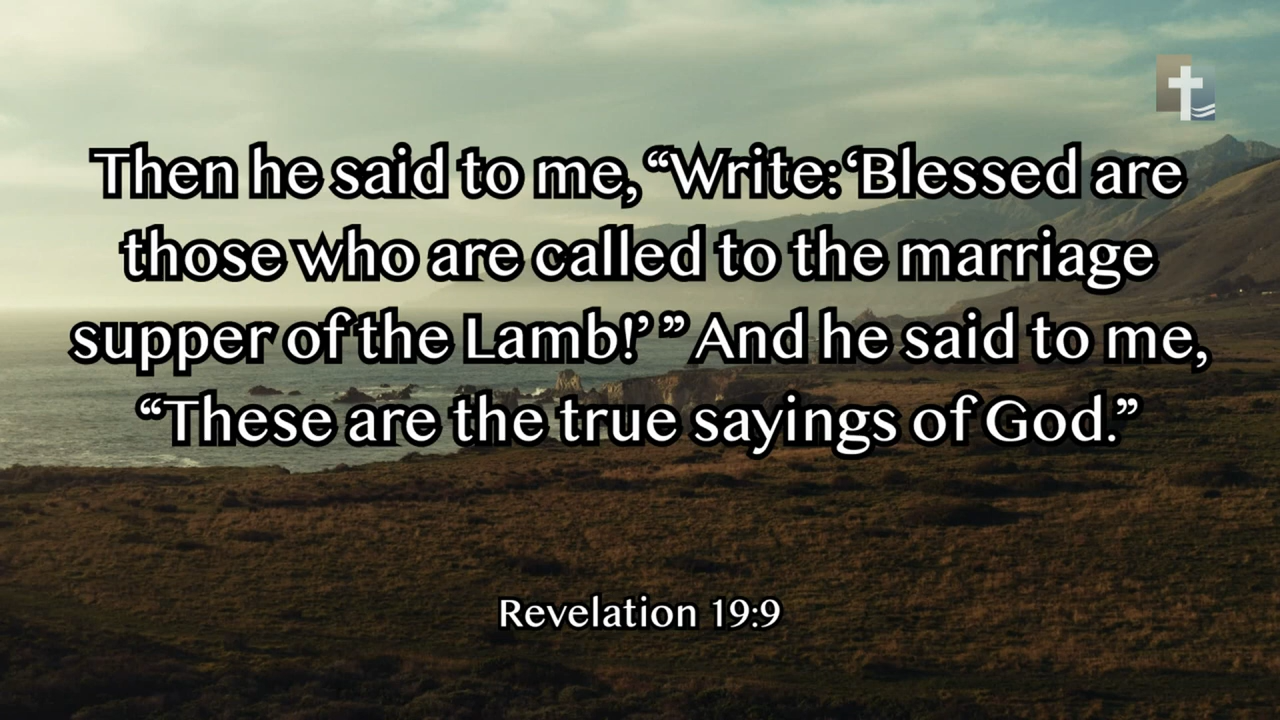 Then he said to me, “Write: ‘Blessed are
those who are called to the marriage
supper of the Lamb!’ ” And he said to me,
“These are the true sayings of God.”
Revelation 19:9